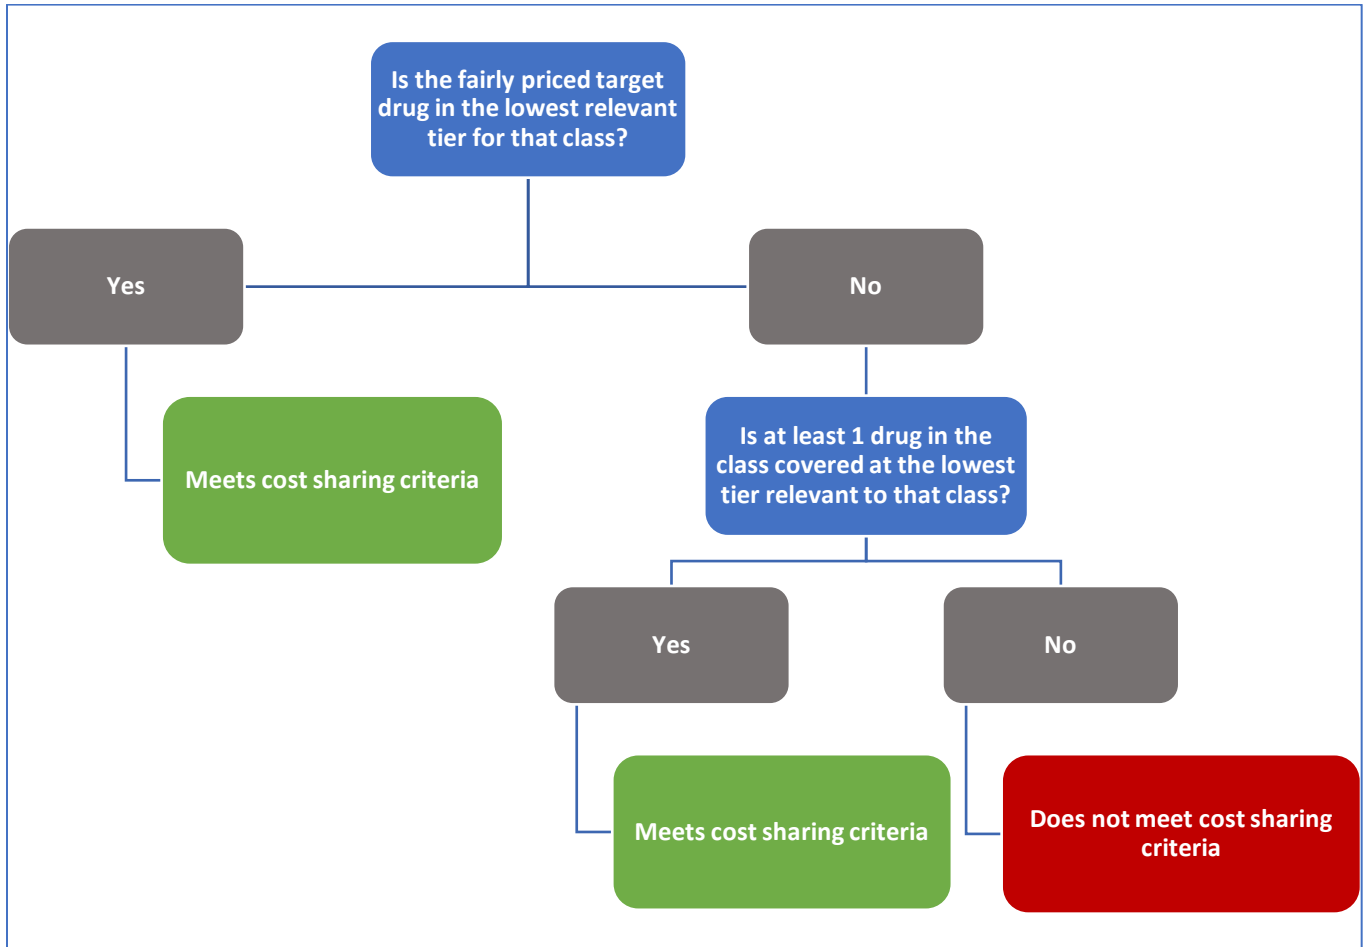 Is the fairly priced target
drug in the lowest relevant
tier for that class?
Yes
No
Meets cost sharing criteria
Is at least 1 drug in the
class covered at the lowest
tier relevant to that class?
Yes
No
Meets cost sharing criteria
Does not meet cost sharing
criteria